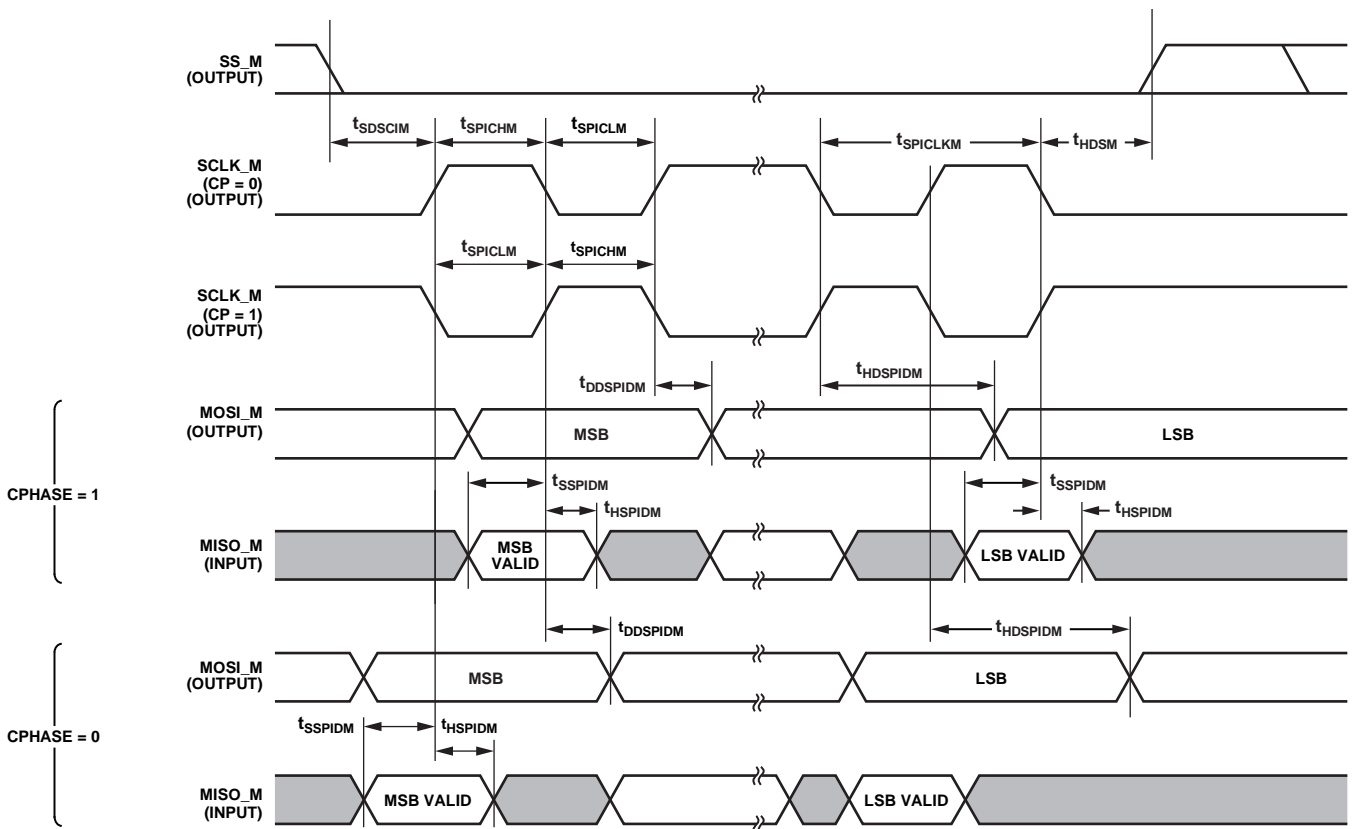 SS_M
(OUTPUT)
tSDSCIM
tSPICHM
tSPICLM
tSPICLKM
tHDSM
SCLK_M
(CP = 0)
(OUTPUT)
tSPICLM
tSPICHM
SCLK_M
(CP = 1)
(OUTPUT)
tDDSPIDM
tHDSPIDM
MOSI_M
(OUTPUT)
MSB
LSB
CPHASE = 1
tSSPIDM
tSSPIDM
tHSPIDM
tHSPIDM
MISO_M
(INPUT)
MSB
VALID
LSB VALID
tDDSPIDM
tHDSPIDM
MOSI_M
(OUTPUT)
MSB
LSB
CPHASE = 0
tSSPIDM
tHSPIDM
MISO_M
(INPUT)
MSB VALID
LSB VALID